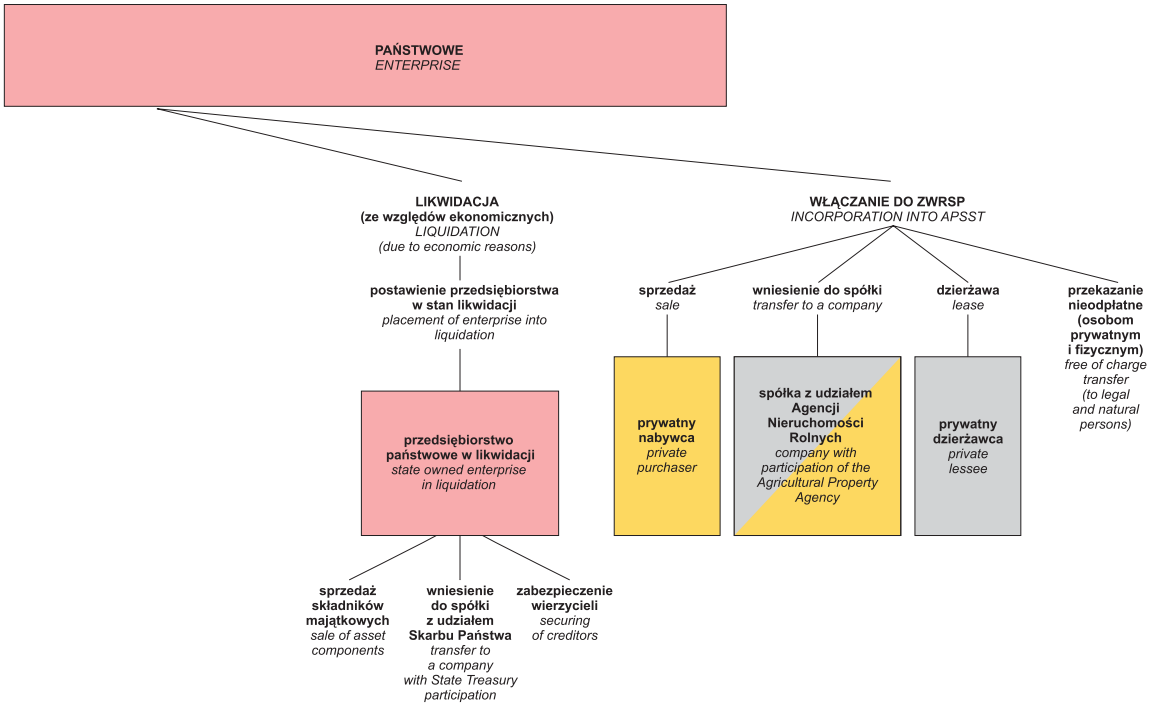 PAŃSTWOWE
ENTERPRISE
LIKWIDACJA
(ze względów ekonomicznych)
LIQUIDATION
(due to economic reasons)
WŁĄCZANIE DO ZWRSP
INCORPORATION INTO APSST
postawienie przedsiębiorstwa
w stan likwidacji
placement of enterprise into
liquidation
sprzedaż
sale
wniesienie do spółki
transfer to a company
dzierżawa
lease
przekazanie
nieodpłatne
(osobom
prywatnym
i fizycznym)
free of charge
transfer
(to legal
and natural
persons)
przedsiębiorstwo
państwowe w likwidacji
state owned enterprise
in liquidation
prywatny
nabywca
private
purchaser
spółka z udziałem
Agencji
Nieruchomości
Rolnych
company with
participation of the
Agricultural Property
Agency
prywatny
dzierżawca
private
lessee
sprzedaż
składników
majątkowych
sale of asset
components
wniesienie
do spółki
z udziałem
Skarbu Państwa
transfer to
a company
with State Treasury
participation
zabezpieczenie
wierzycieli
securing
of creditors